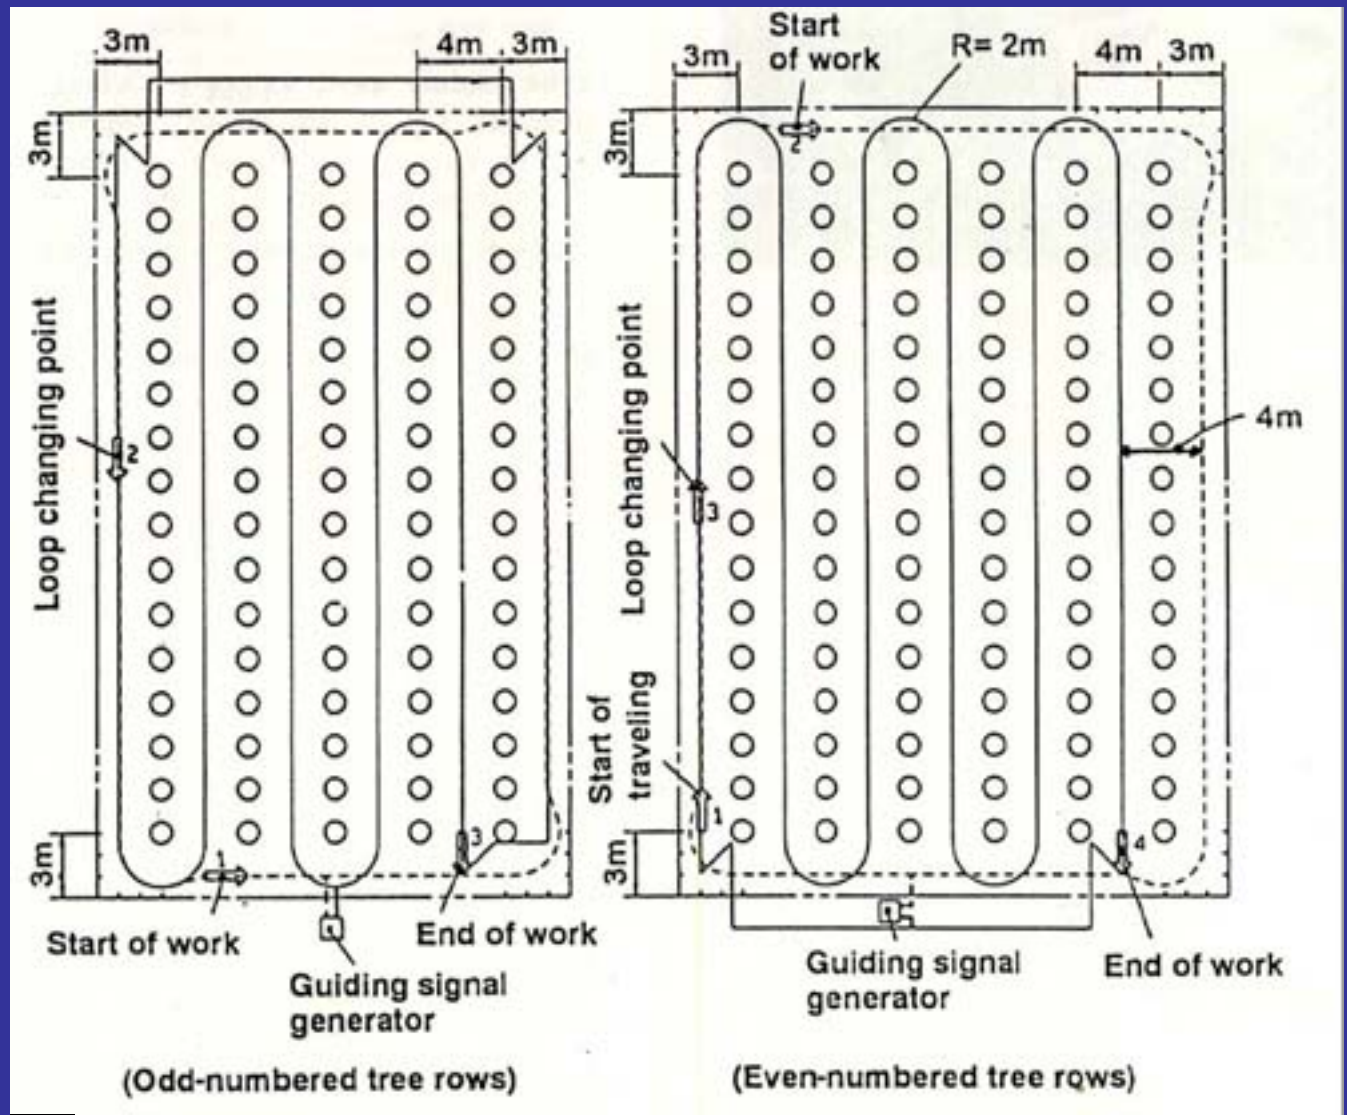 3m
4m
3m
3m
Loop changing point
2
3m
1
Start of work
3
End of work
Guiding signal
generator
(Odd-numbered tree rows)
Start
of work
R= 2m
3m
4m
3m
3m
2
Loop changing point
3
4m
Start of
traveling
1
3m
4
Guiding signal
generator
End of work
(Even-numbered tree rows)